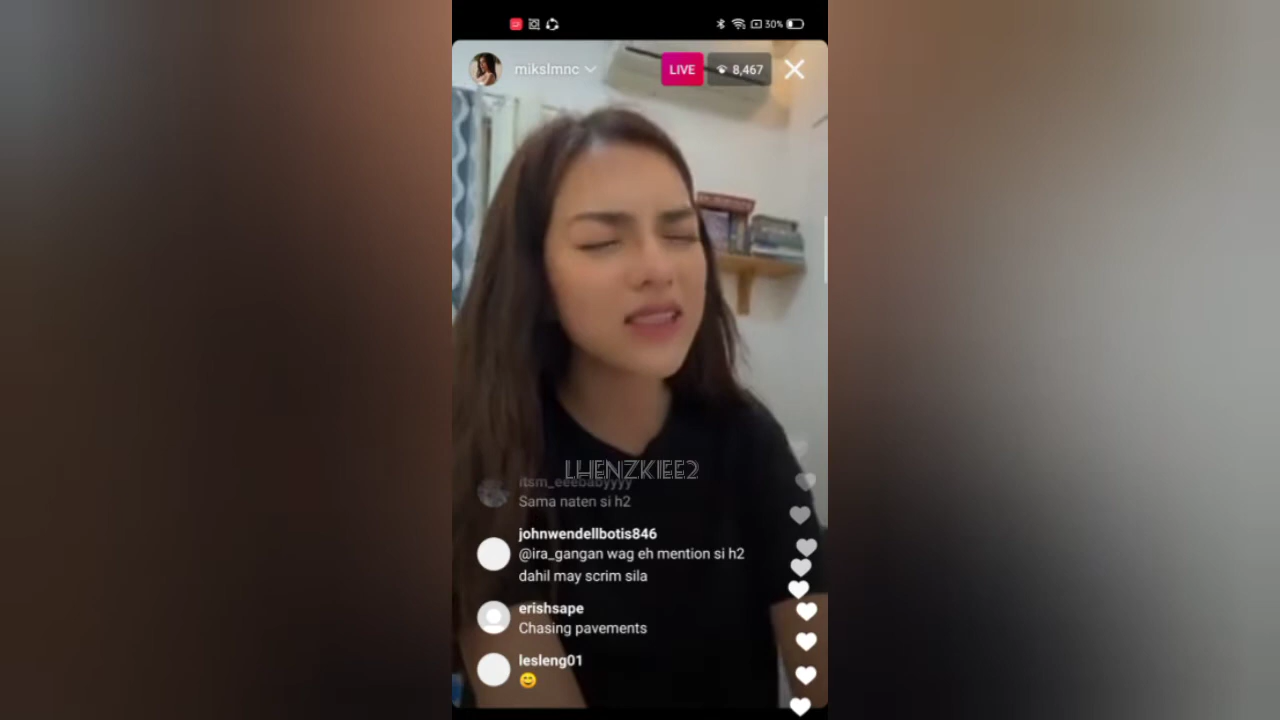 30%
mikslmnc
LIVE
8,467
LHENZKIEE2
itsm_eeebabyyyy
Sama naten si h2
johnwendellbotis846
@ira_gangan wag eh mention si h2
dahil may scrim sila
erishsape
Chasing pavements
lesleng01
😊